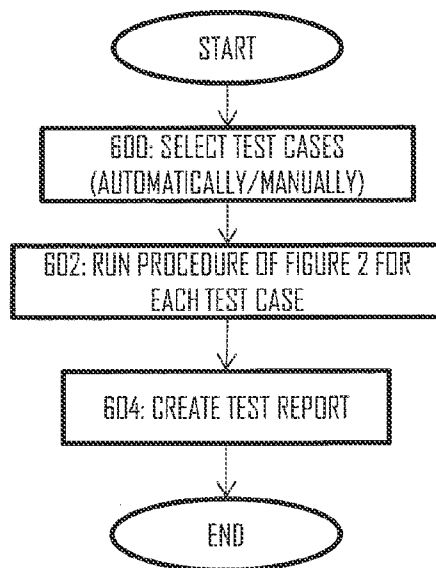 START
600: SELECT TEST CASES
(AUTOMATICALLY/MANUALLY)
602: RUN PROCEDURE OF FIGURE 2 FOR
EACH TEST CASE
604: CREATE TEST REPORT
END